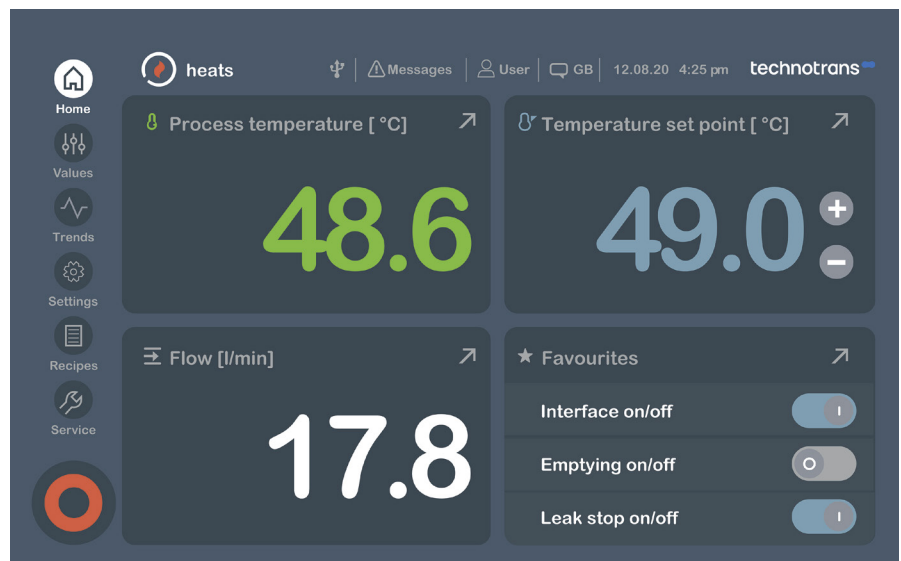 heats
Messages User GB 12.08.20 4:25 pm technotrans
Home
Values
Trends
Settings
Recipes
Service
Process temperature [ °C]
48.6
Temperature set point [ °C]
49.0
+
−
Flow [l/min]
17.8
Favourites
Interface on/off
I
Emptying on/off
O
Leak stop on/off
I